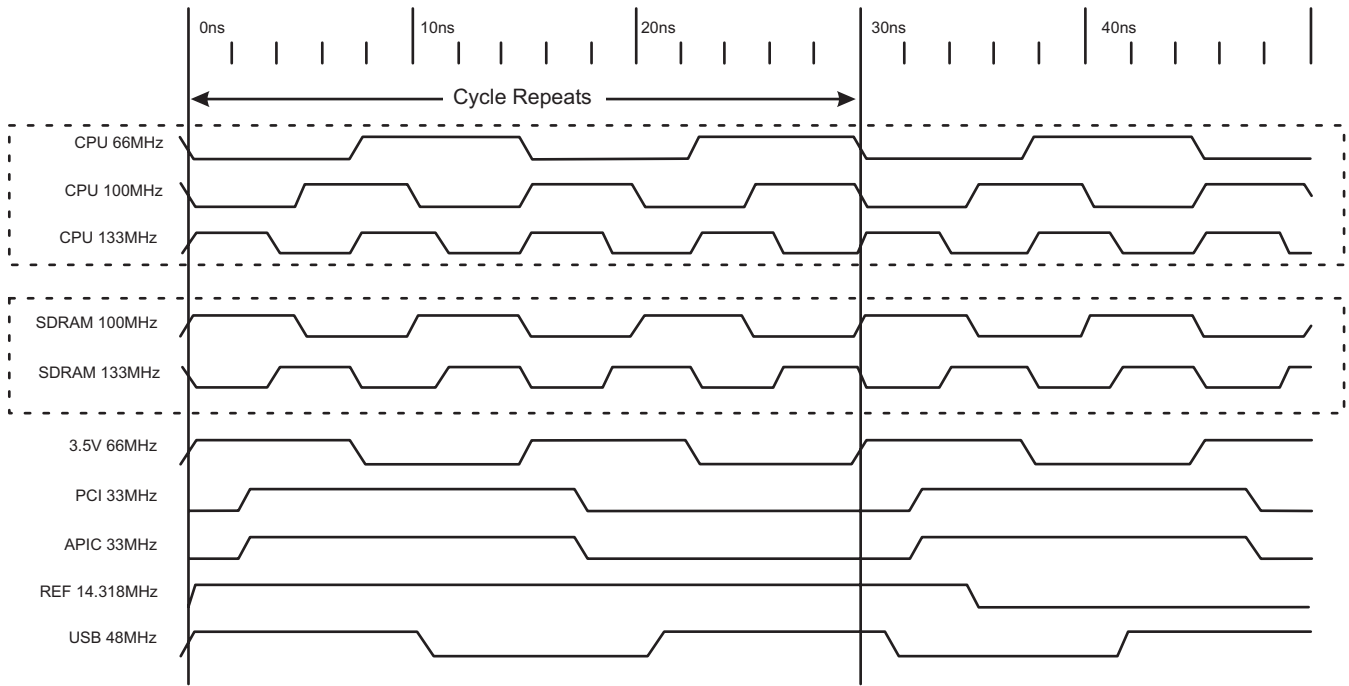 0ns
10ns
20ns
30ns
40ns
Cycle Repeats
CPU 66MHz
CPU 100MHz
CPU 133MHz
SDRAM 100MHz
SDRAM 133MHz
3.5V 66MHz
PCI 33MHz
APIC 33MHz
REF 14.318MHz
USB 48MHz